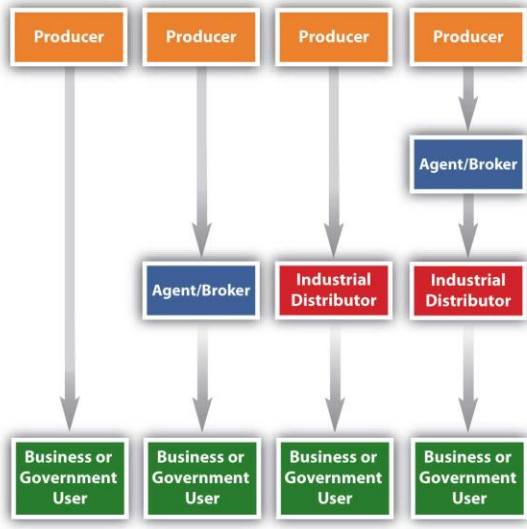 Producer
Producer
Producer
Producer
Agent/Broker
Agent/Broker
Industrial
Distributor
Industrial
Distributor
Business or
Government
User
Business or
Government
User
Business or
Government
User
Business or
Government
User